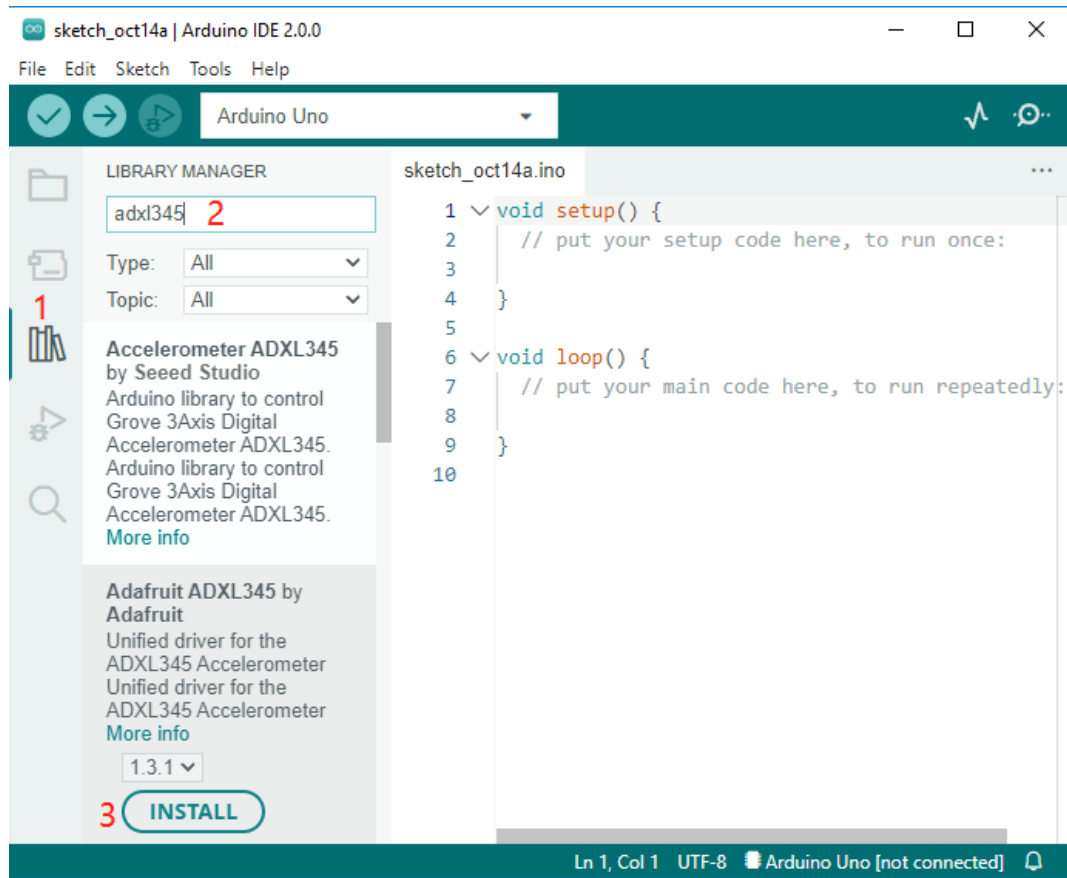 sketch_oct14a | Arduino IDE 2.0.0
File Edit Sketch Tools Help
Arduino Uno
LIBRARY MANAGER
adxl345 2
Type: All
Topic: All
1
Accelerometer ADXL345
by Seeed Studio
Arduino library to control
Grove 3Axis Digital
Accelerometer ADXL345.
Arduino library to control
Grove 3Axis Digital
Accelerometer ADXL345.
More info
Adafruit ADXL345 by
Adafruit
Unified driver for the
ADXL345 Accelerometer
Unified driver for the
ADXL345 Accelerometer
More info
1.3.1
3 INSTALL
sketch_oct14a.ino
1 void setup() {
2 // put your setup code here, to run once:
3
4 }
5
6 void loop() {
7 // put your main code here, to run repeatedly:
8
9 }
10
Ln 1, Col 1 UTF-8 Arduino Uno [not connected]